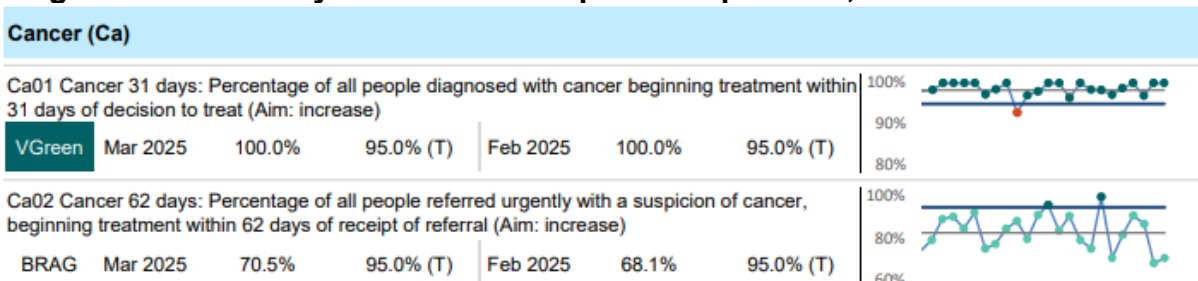 Cancer (Ca)
Ca01 Cancer 31 days: Percentage of all people diagnosed with cancer beginning treatment within
31 days of decision to treat (Aim: increase)
VGreen Mar 2025 100.0% 95.0% (T) Feb 2025 100.0% 95.0% (T)
100%
90%
80%
Ca02 Cancer 62 days: Percentage of all people referred urgently with a suspicion of cancer,
beginning treatment within 62 days of receipt of referral (Aim: increase)
BRAG Mar 2025 70.5% 95.0% (T) Feb 2025 68.1% 95.0% (T)
100%
80%
60%